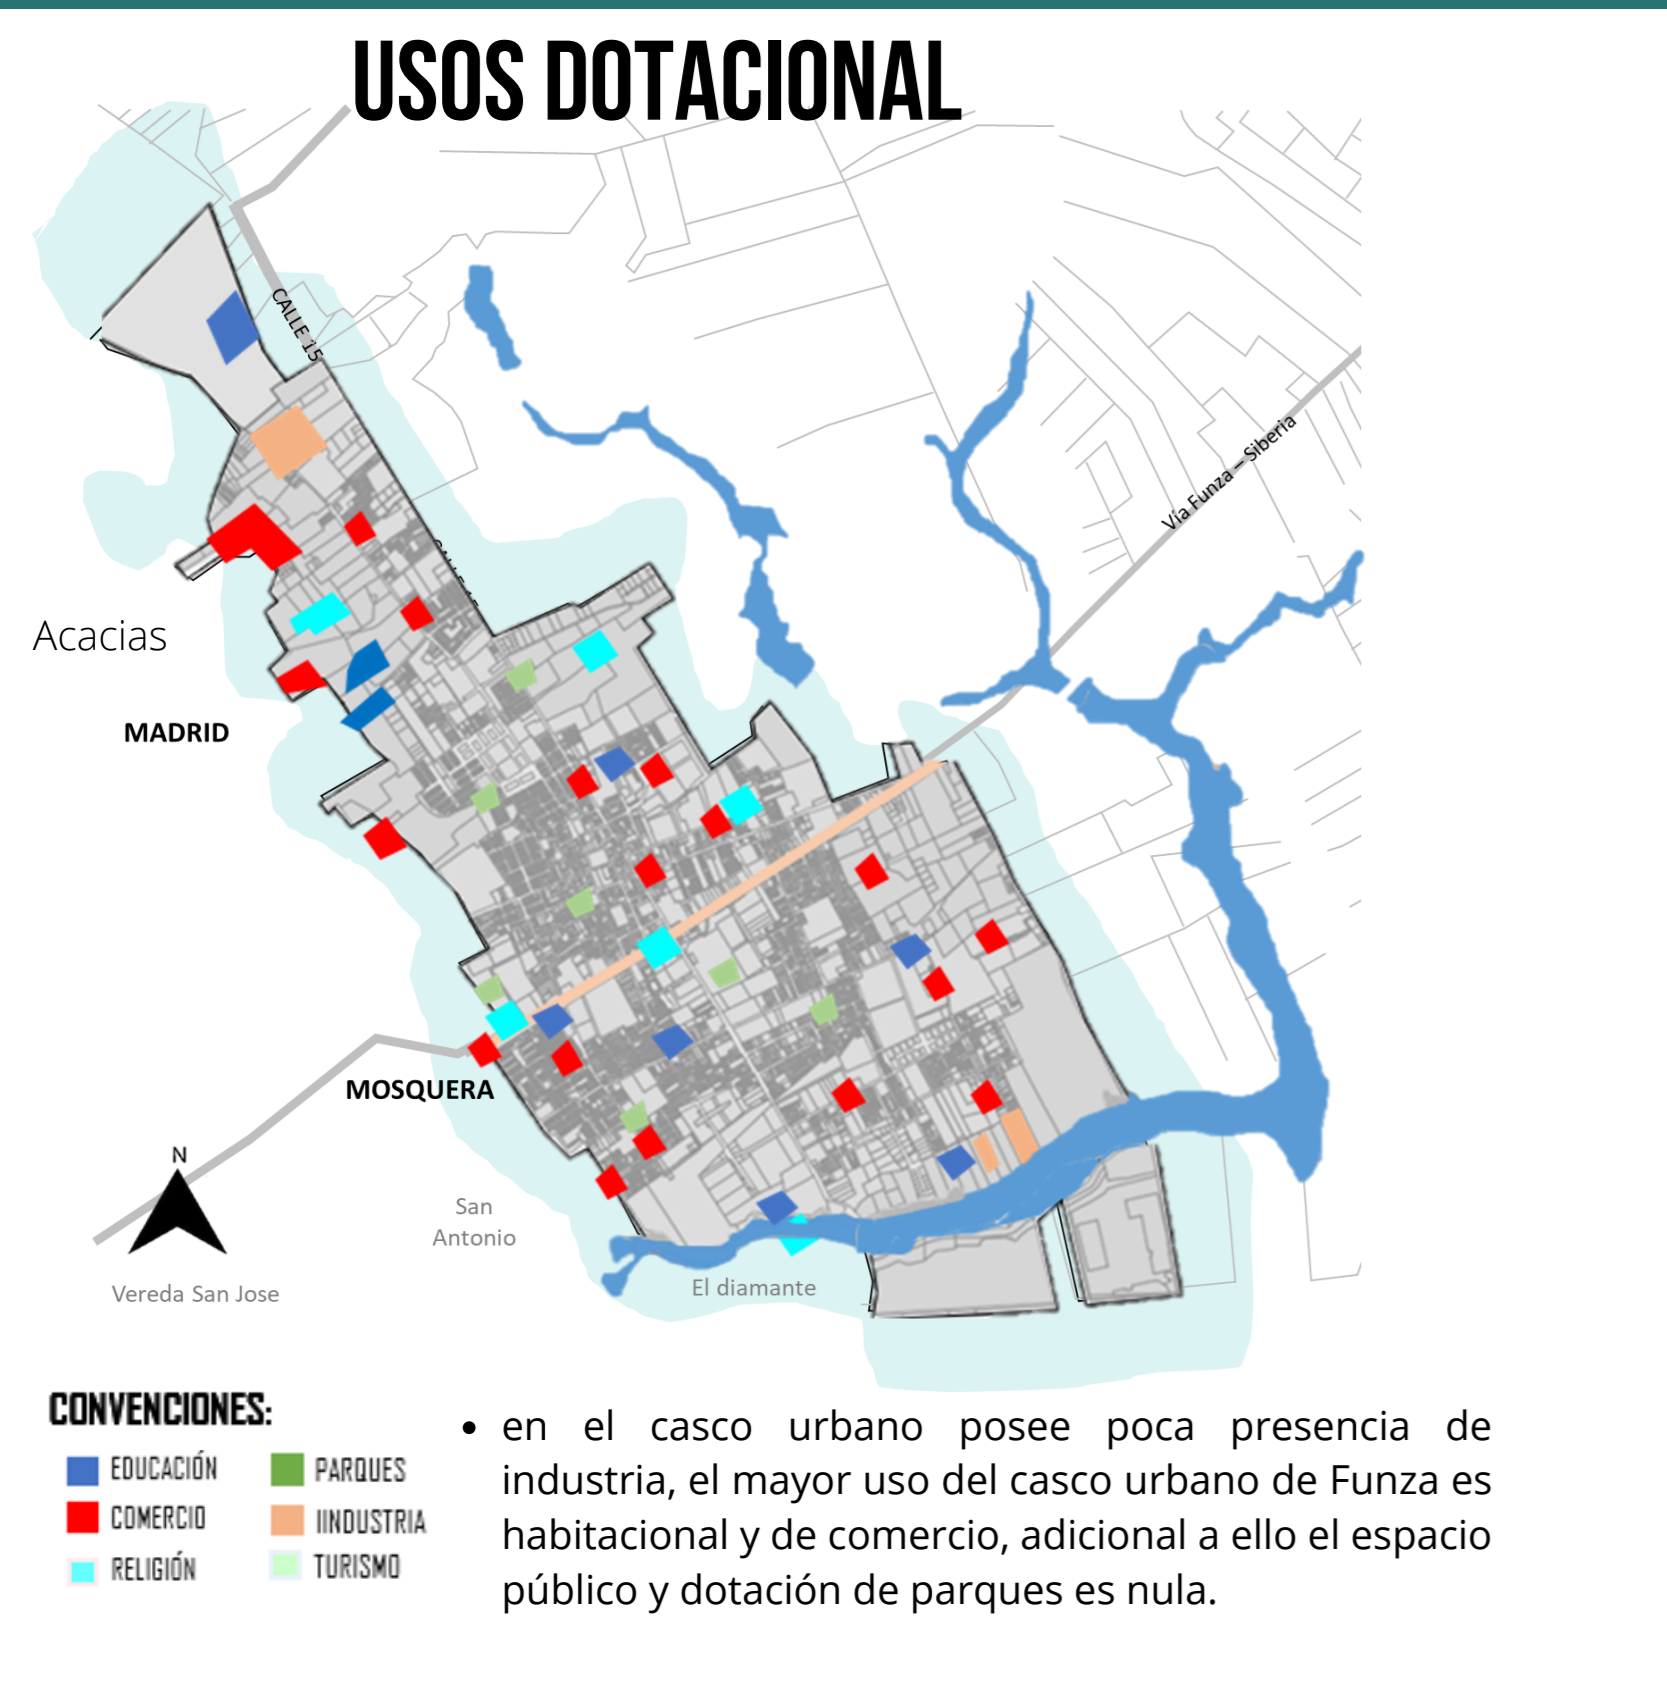 USOS DOTACIONAL
CALLE 15
Vía Funza – Siberia
Acacias
MADRID
MOSQUERA
N
San
Antonio
Vereda San Jose
El diamante
CONVENCIONES:
EDUCACIÓN
PARQUES
COMERCIO
IINDUSTRIA
RELIGIÓN
TURISMO
• en el casco urbano posee poca presencia de
industria, el mayor uso del casco urbano de Funza es
habitacional y de comercio, adicional a ello el espacio
público y dotación de parques es nula.